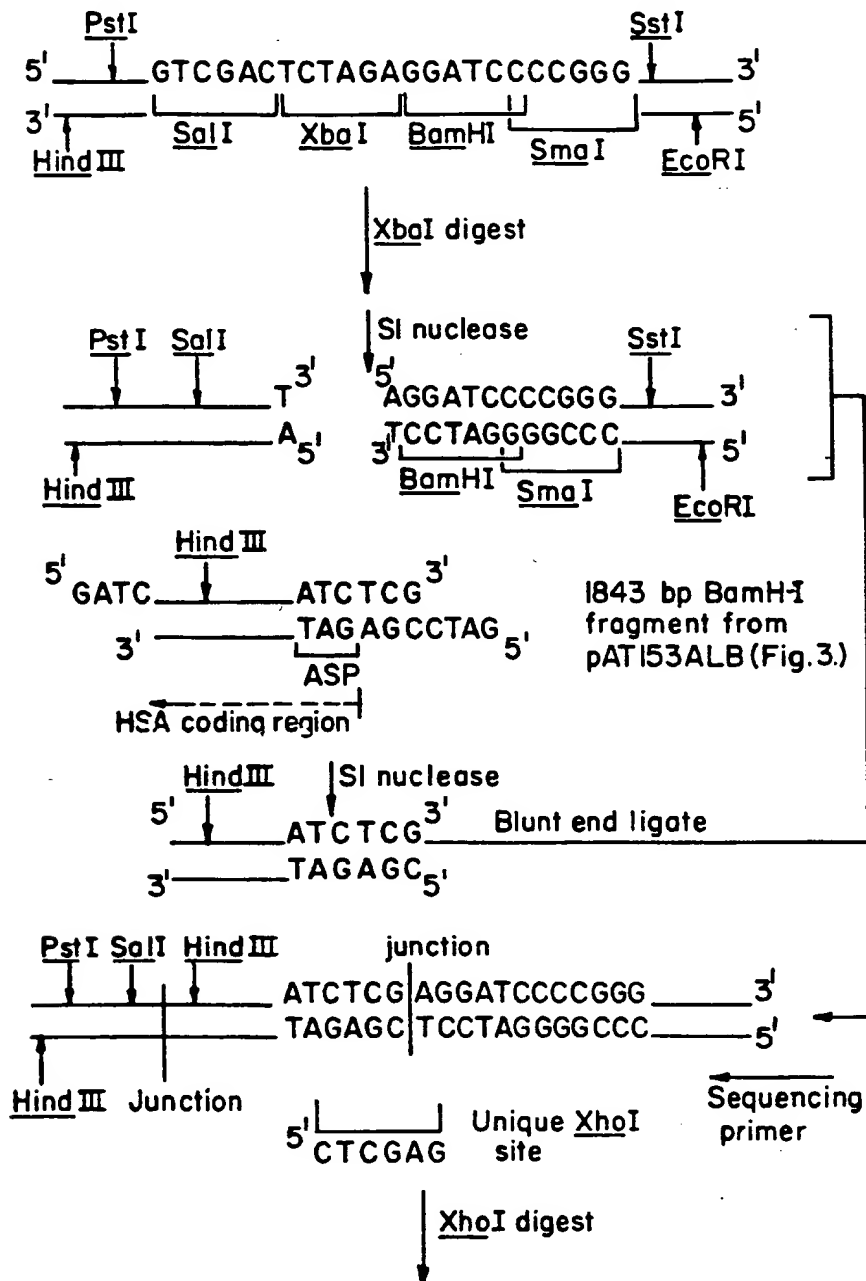 PstI SstI
5' GTCGACTCTAGAGGATCCCCGGG 3'
3' 5'
HindIII SalI XbaI BamHI SmaI EcoRI
XbaI digest
SI nuclease
PstI SalI SstI
T 3' 5' AGGATCCCCGGG 3'
A 5' 3' TCCTAGGGGCCC 5'
HindIII BamHI SmaI EcoRI
HindIII
5' GATC ATCTCG 3'
3' TAGAGCCTAG 5'
ASP
HSA coding region
1843 bp BamH-I
fragment from
pAT153ALB (Fig. 3.)
HindIII SI nuclease
5' ATCTCG 3' Blunt end ligate
3' TAGAGC 5'
PstI SalI HindIII junction
ATCTCG AGGATCCCCGGG 3'
TAGAGC TCCTAGGGGCCC 5'
HindIII Junction
Sequencing
primer
5' CTCGAG
Unique XhoI
site
XhoI digest